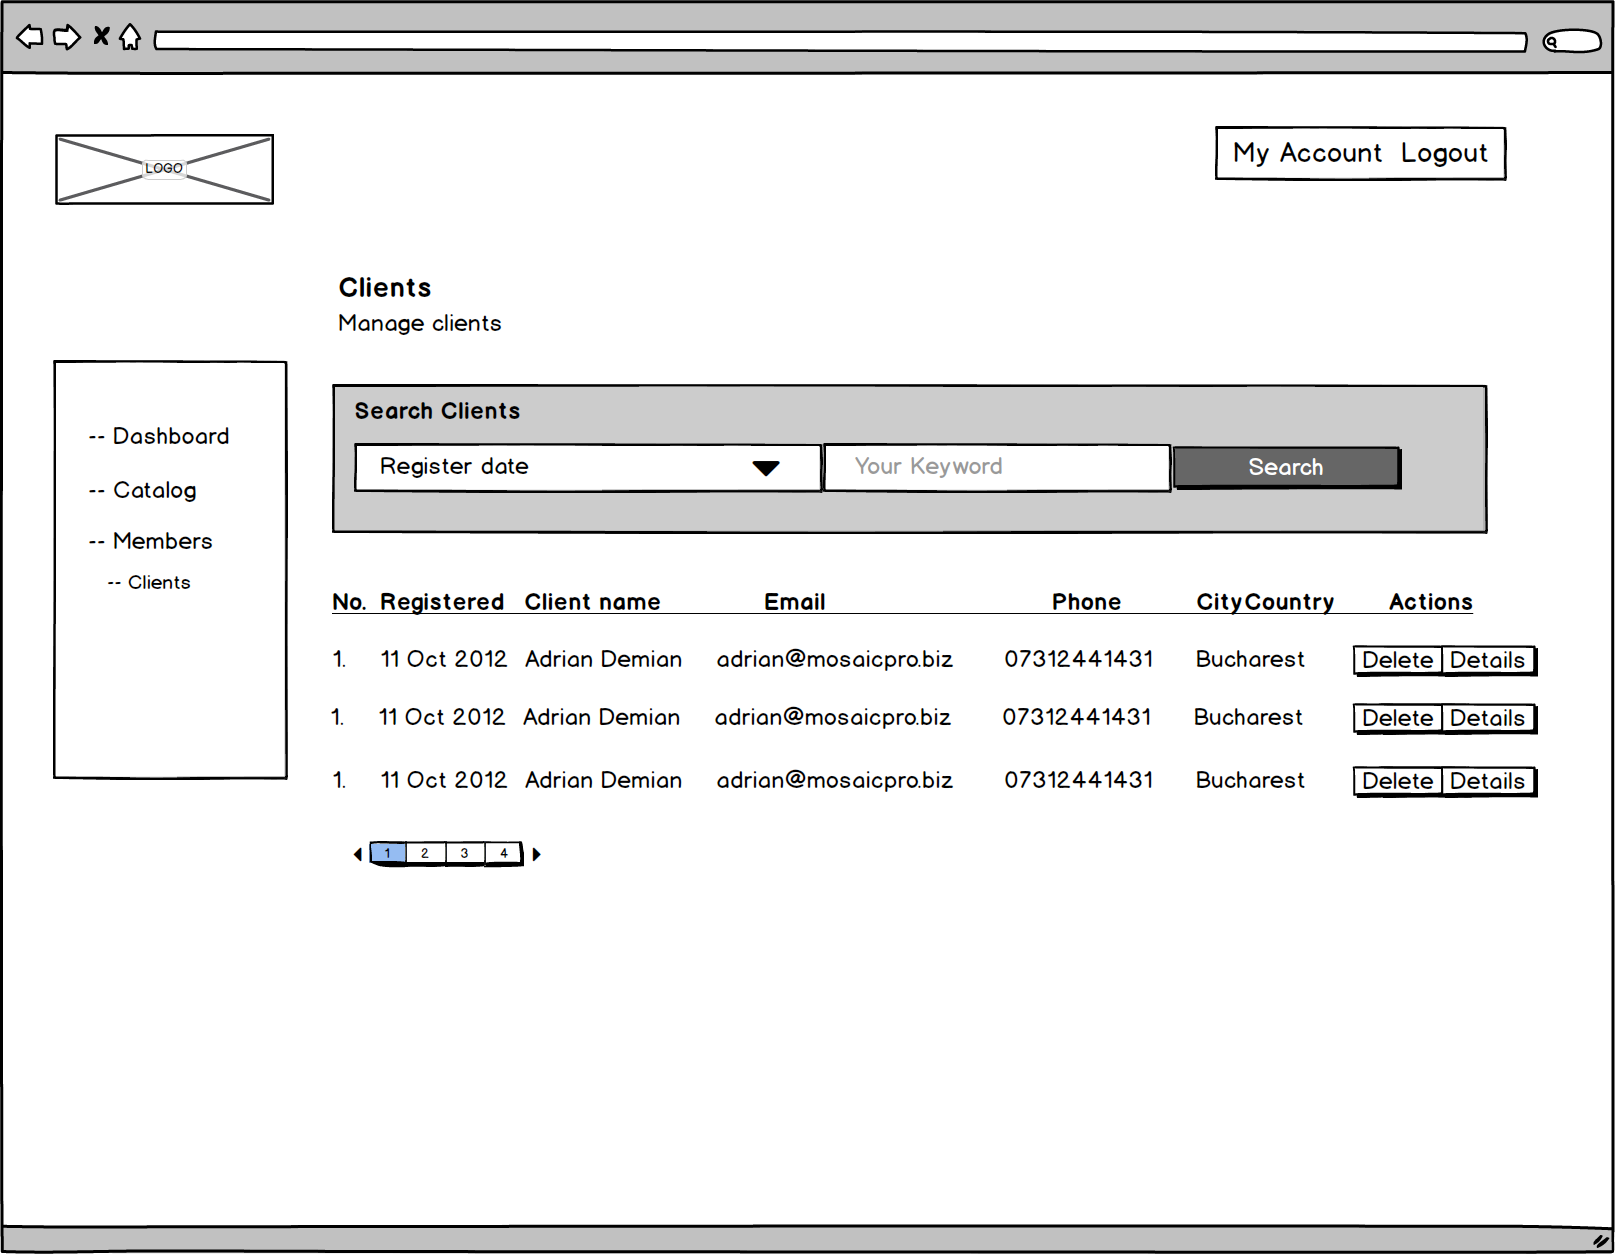 LOGO
My Account Logout
Clients
Manage clients
-- Dashboard
-- Catalog
-- Members
-- Clients
Search Clients
Register date Your Keyword Search
No. Registered Client name Email Phone CityCountry Actions
1. 11 Oct 2012 Adrian Demian adrian@mosaicpro.biz 07312441431 Bucharest Delete Details
1. 11 Oct 2012 Adrian Demian adrian@mosaicpro.biz 07312441431 Bucharest Delete Details
1. 11 Oct 2012 Adrian Demian adrian@mosaicpro.biz 07312441431 Bucharest Delete Details
1 2 3 4